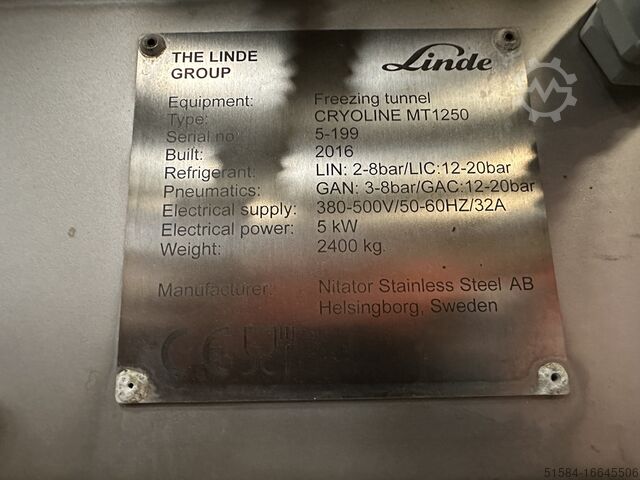 THE LINDE
GROUP
Linde
Equipment: Freezing tunnel
Type: CRYOLINE MT1250
Serial no: 5-199
Built: 2016
Refrigerant: LIN: 2-8bar/LIC:12-20bar
Pneumatics: GAN: 3-8bar/GAC:12-20bar
Electrical supply: 380-500V/50-60HZ/32A
Electrical power: 5 kW
Weight: 2400 kg.
Manufacturer: Nitator Stainless Steel AB
Helsingborg, Sweden
CE
51584-16645506